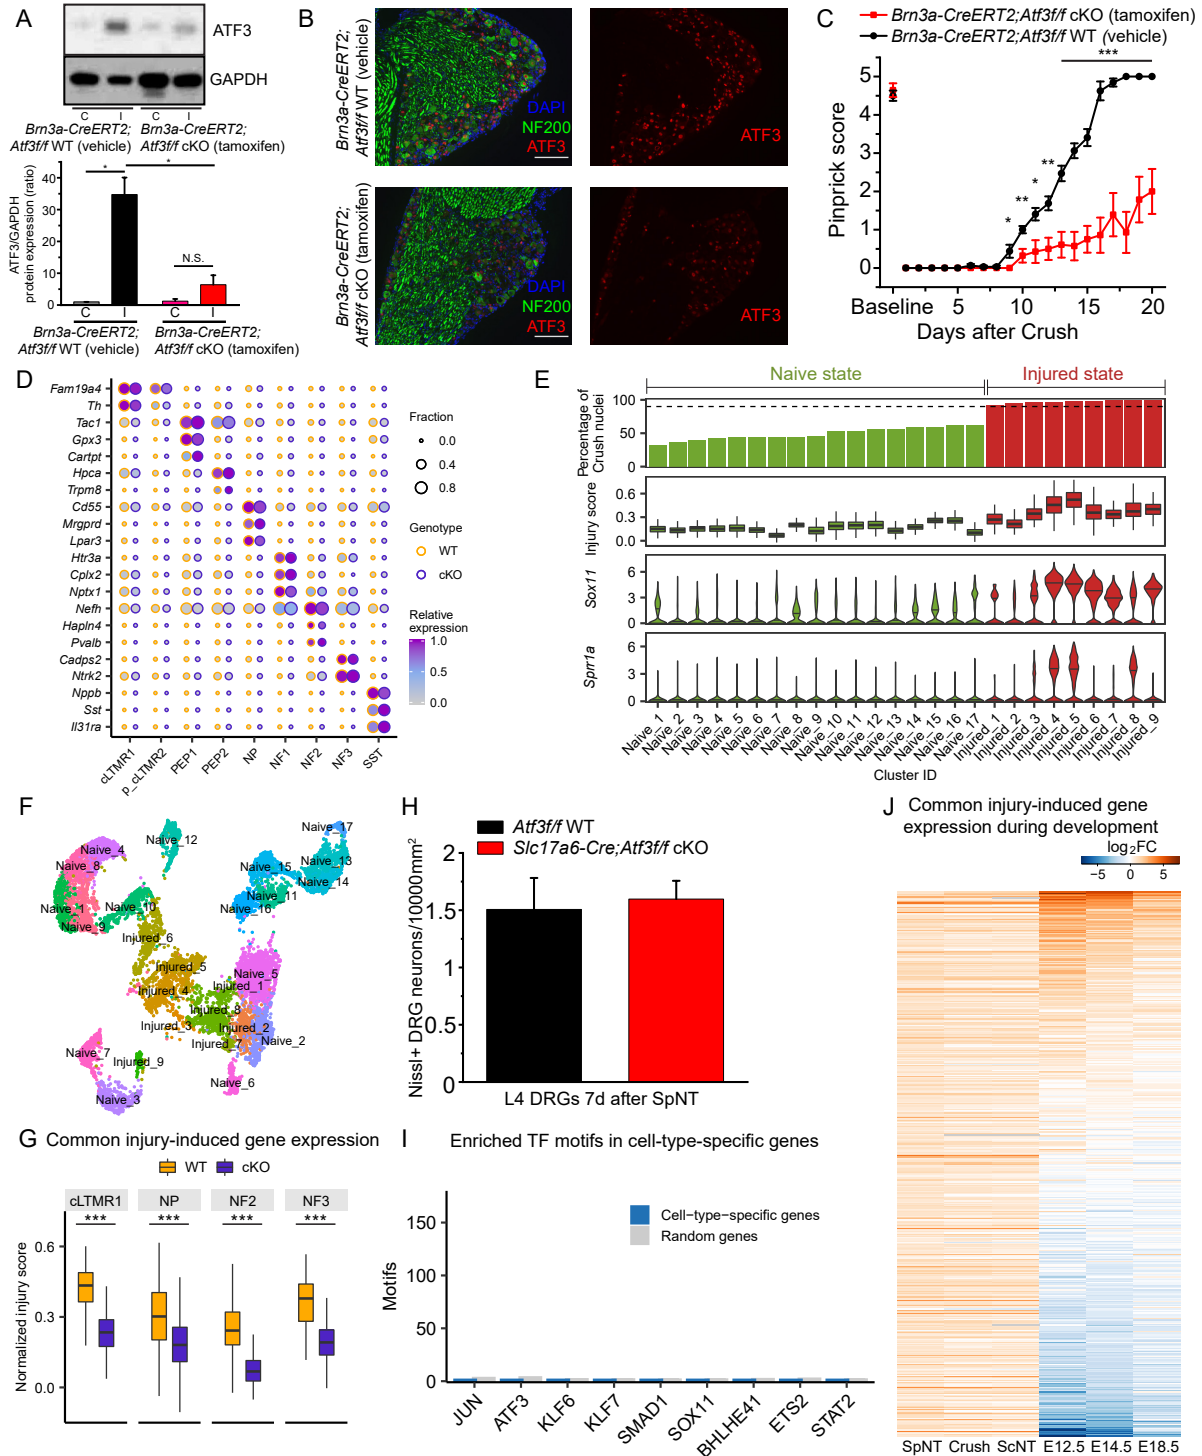 A
ATF3
GAPDH
C I C I
Brn3a-CreERT2; Brn3a-CreERT2;
Atf3f/f WT (vehicle) Atf3f/f cKO (tamoxifen)
ATF3/GAPDH
protein expression (ratio)
40
30
20
10
0
* *
N.S.
C I C I
Brn3a-CreERT2; Brn3a-CreERT2;
Atf3f/f WT (vehicle) Atf3f/f cKO (tamoxifen)
B
Brn3a-CreERT2;
Atf3f/f WT (vehicle)
DAPI
NF200
ATF3
ATF3
Brn3a-CreERT2;
Atf3f/f cKO (tamoxifen)
DAPI
NF200
ATF3
ATF3
C
Brn3a-CreERT2;Atf3f/f cKO (tamoxifen)
Brn3a-CreERT2;Atf3f/f WT (vehicle)
***
Pinprick score
5
4
3
2
1
0
* ** * **
Baseline 5 10 15 20
Days after Crush
D
Fam19a4
Th
Tac1
Gpx3
Cartpt
Hpca
Trpm8
Cd55
Mrgprd
Lpar3
Htr3a
Cplx2
Nptx1
Nefh
Hapln4
Pvalb
Cadps2
Ntrk2
Nppb
Sst
Il31ra
cLTMR1 p_cLTMR2 PEP1 PEP2 NP NF1 NF2 NF3 SST
Fraction
0.0
0.4
0.8
Genotype
WT
cKO
Relative
expression
1.0
0.5
0.0
E
Naive state Injured state
Percentage of
Crush nuclei
100
50
0
Injury score
0.6
0.3
0.0
Sox11
6
3
0
Sprr1a
6
3
0
Naive_1 Naive_2 Naive_3 Naive_4 Naive_5 Naive_6 Naive_7 Naive_8 Naive_9 Naive_10 Naive_11 Naive_12 Naive_13 Naive_14 Naive_15 Naive_16 Naive_17 Injured_1 Injured_2 Injured_3 Injured_4 Injured_5 Injured_6 Injured_7 Injured_8 Injured_9
Cluster ID
F
Naive_17
Naive_12
Naive_4
Naive_13
Naive_8
Naive_15
Naive_14
Naive_11
Naive_1
Naive_10
Naive_16
Naive_9
Injured_6
Injured_5
Naive_5
Injured_1
Injured_4
Injured_8
Injured_3
Injured_2
Injured_7
Naive_2
Naive_7
Injured_9
Naive_6
Naive_3
G Common injury-induced gene expression
WT cKO
cLTMR1 NP NF2 NF3
*** *** *** ***
Normalized injury score
0.6
0.3
0.0
H
Atf3f/f WT
Slc17a6-Cre;Atf3f/f cKO
Nissl+ DRG neurons/10000mm²
2
1.5
1
0.5
0
L4 DRGs 7d after SpNT
I Enriched TF motifs in cell-type-specific genes
Cell-type-specific genes
Random genes
Motifs
150
100
50
0
JUN ATF3 KLF6 KLF7 SMAD1 SOX11 BHLHE41 ETS2 STAT2
J Common injury-induced gene
expression during development
log₂FC
−5 0 5
SpNT Crush ScNT E12.5 E14.5 E18.5